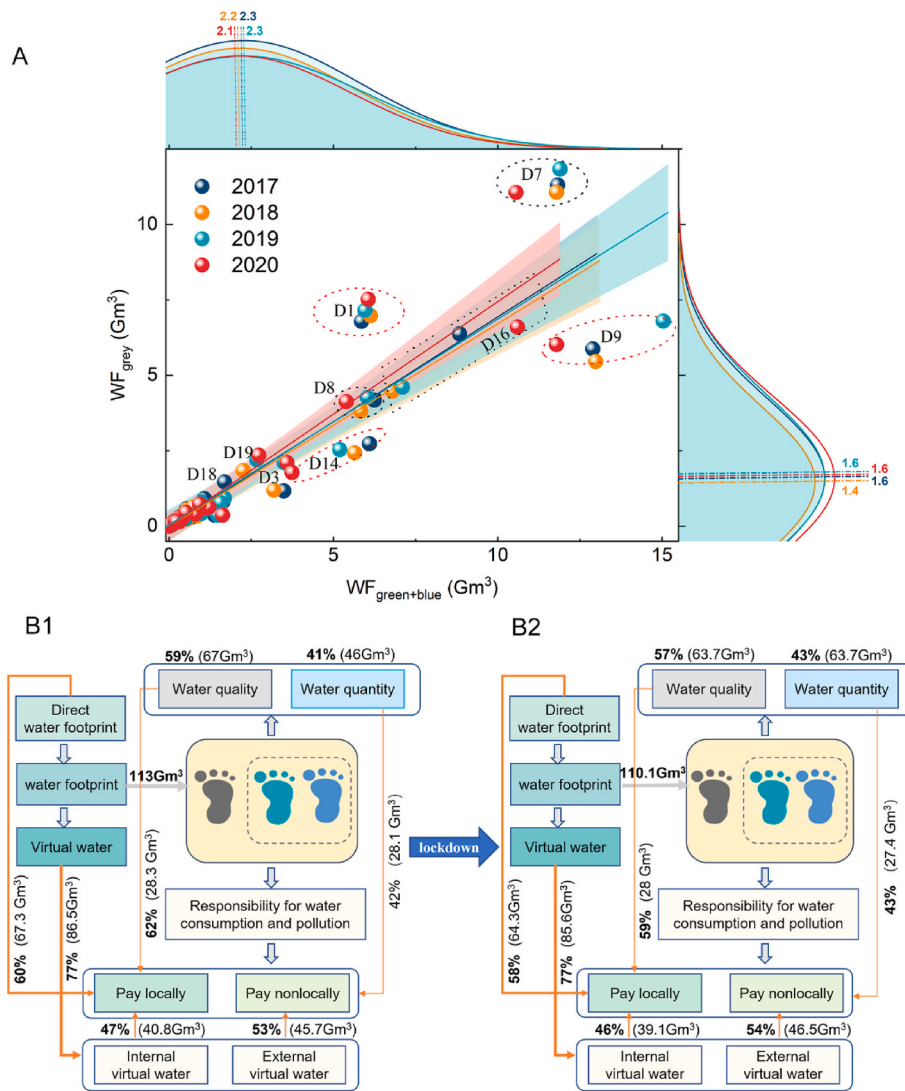 A
2.2 2.3
2.1 2.3
2017
2018
2019
2020
D7
D1
D16
D9
D8
D19
D14
D18
D3
10
5
0
WFgrey (Gm³)
0 5 10 15
WFgreen+blue (Gm³)
1.6
1.6
1.6
1.4
B1
59% (67Gm³)
41% (46Gm³)
Water quality
Water quantity
Direct
water footprint
water footprint
113Gm³
Virtual water
60% (67.3 Gm³)
77% (86.5Gm³)
62% (28.3 Gm³)
42% (28.1 Gm³)
Responsibility for water
consumption and pollution
Pay locally
Pay nonlocally
47% (40.8Gm³)
53% (45.7Gm³)
Internal
virtual water
External
virtual water
lockdown
B2
57% (63.7Gm³)
43% (63.7Gm³)
Water quality
Water quantity
Direct
water footprint
water footprint
110.1Gm³
Virtual water
58% (64.3Gm³)
77% (85.6Gm³)
59% (28 Gm³)
43% (27.4 Gm³)
Responsibility for water
consumption and pollution
Pay locally
Pay nonlocally
46% (39.1Gm³)
54% (46.5Gm³)
Internal
virtual water
External
virtual water